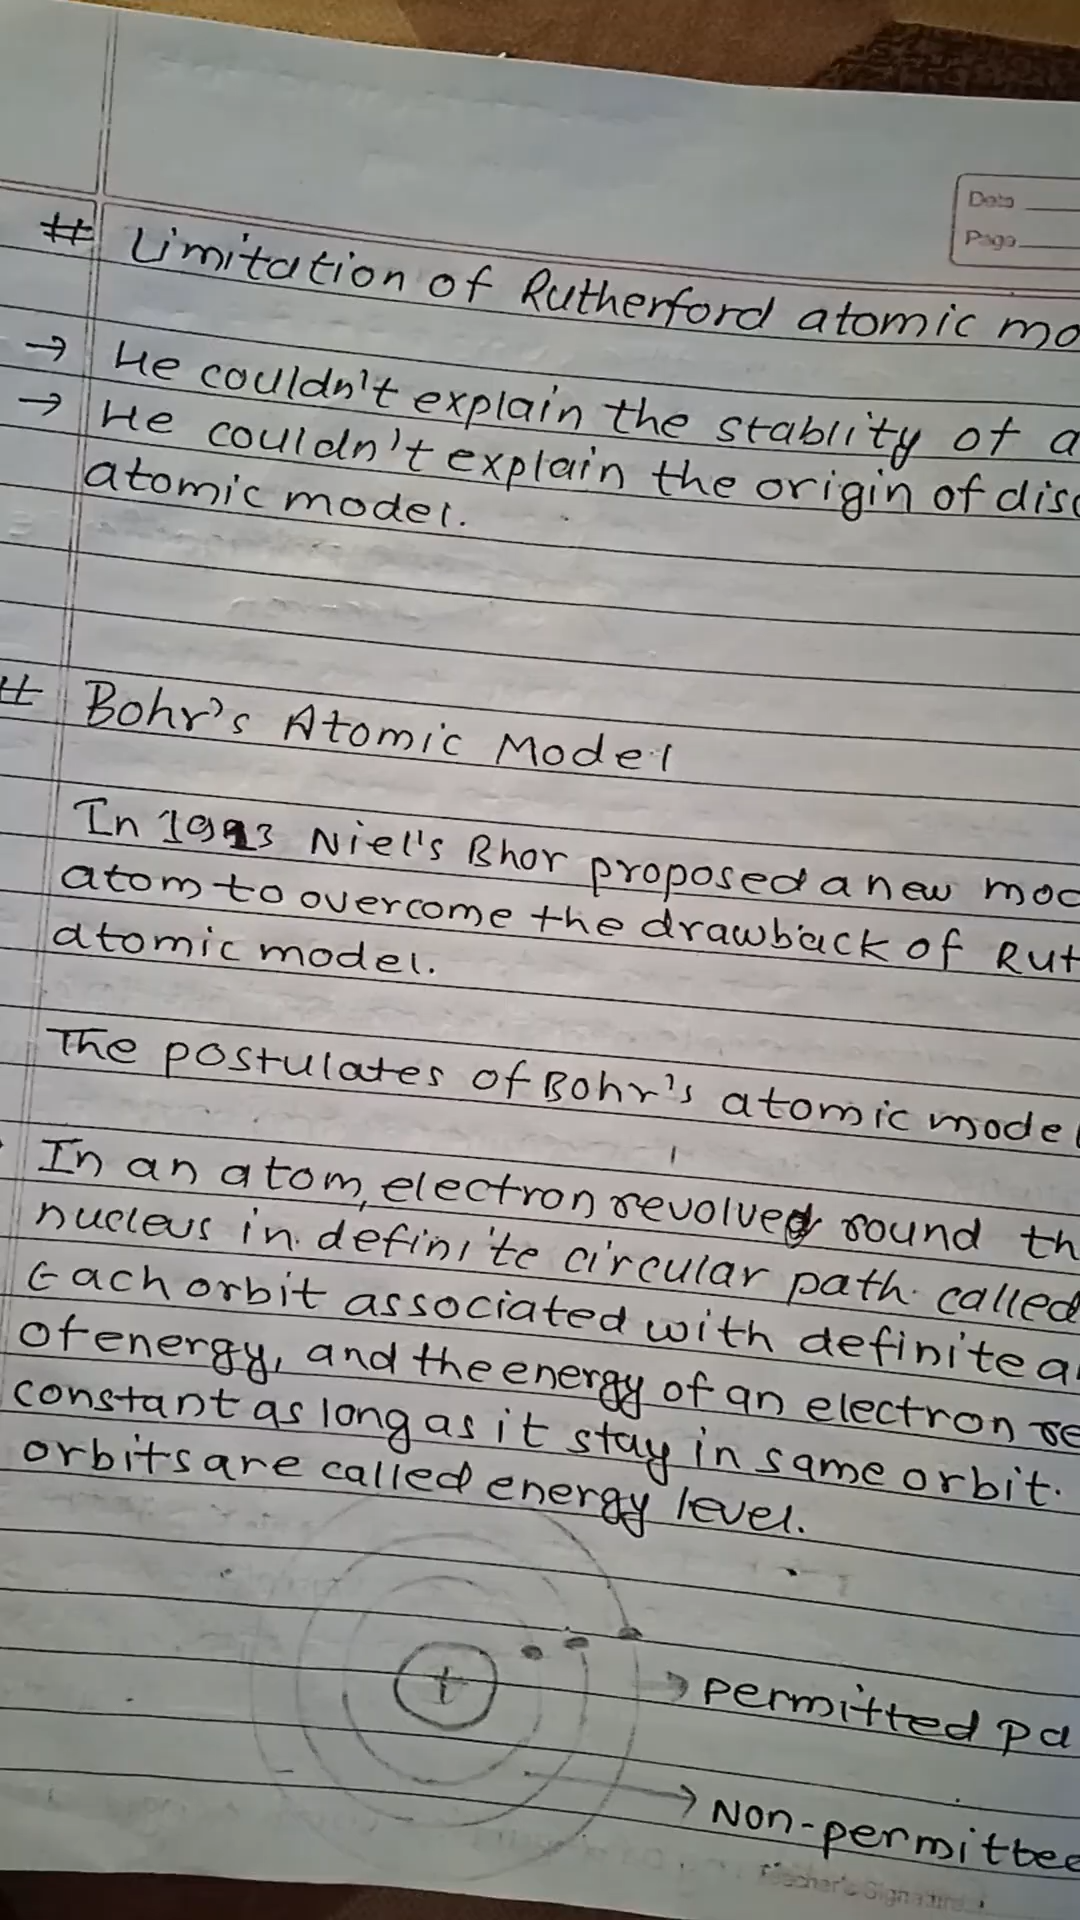 Date
Page
# Limitation of Rutherford atomic mo
→ He couldn't explain the stabliity of a
→ He couldn't explain the origin of disc
atomic model.
# Bohr's Atomic Model
In 1913 Niel's Bhor proposed a new mod
atom to overcome the drawback of Rut
atomic model.
The postulates of Bohr's atomic model
In an atom, electron revolved round th
nucleus in definite circular path called
Each orbit associated with definite a
of energy, and the energy of an electron re
constant as long as it stay in same orbit.
orbits are called energy level.
+
→ permitted pa
→ Non-permitted
Teacher's Signature